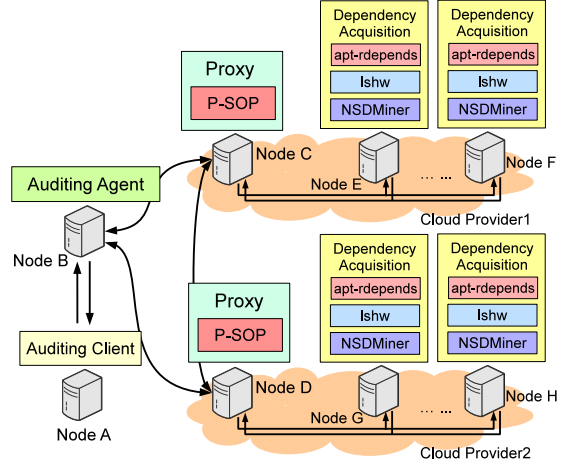 Dependency
Acquisition
apt-rdepends
lshw
NSDMiner
Dependency
Acquisition
apt-rdepends
lshw
NSDMiner
Proxy
P-SOP
Node C
Node E
... ...
Node F
Cloud Provider1
Auditing Agent
Node B
Auditing Client
Node A
Dependency
Acquisition
apt-rdepends
lshw
NSDMiner
Dependency
Acquisition
apt-rdepends
lshw
NSDMiner
Proxy
P-SOP
Node D
Node G
... ...
Node H
Cloud Provider2